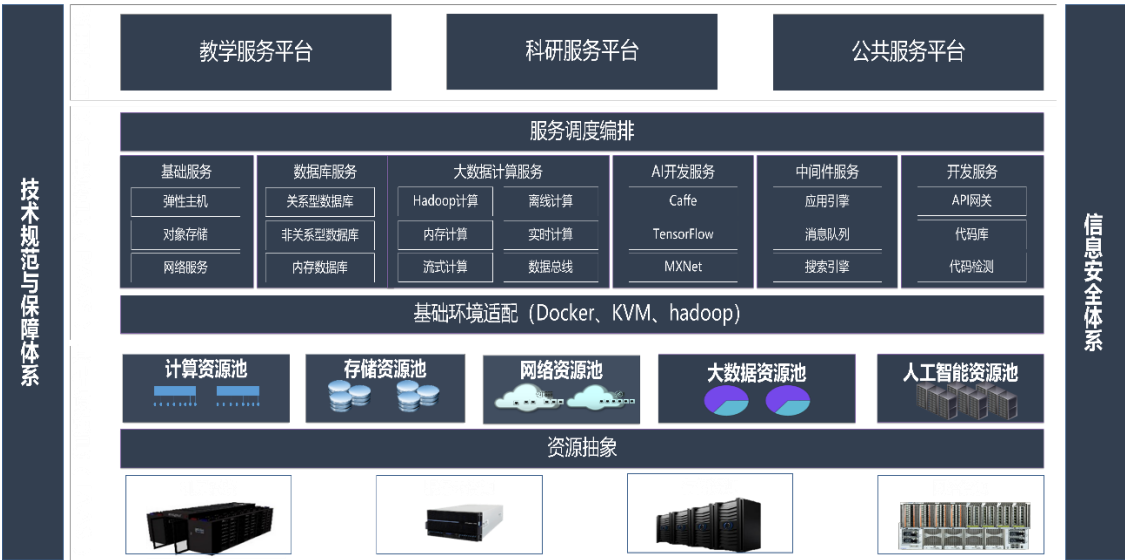 教学服务平台
科研服务平台
公共服务平台
技术规范与保障体系
信息安全体系
服务调度编排
基础服务
弹性主机
对象存储
网络服务
数据库服务
关系型数据库
非关系型数据库
内存数据库
大数据计算服务
Hadoop计算
离线计算
内存计算
实时计算
流式计算
数据总线
AI开发服务
Caffe
TensorFlow
MXNet
中间件服务
应用引擎
消息队列
搜索引擎
开发服务
API网关
代码库
代码检测
基础环境适配（Docker、KVM、hadoop）
计算资源池
存储资源池
网络资源池
大数据资源池
人工智能资源池
资源抽象